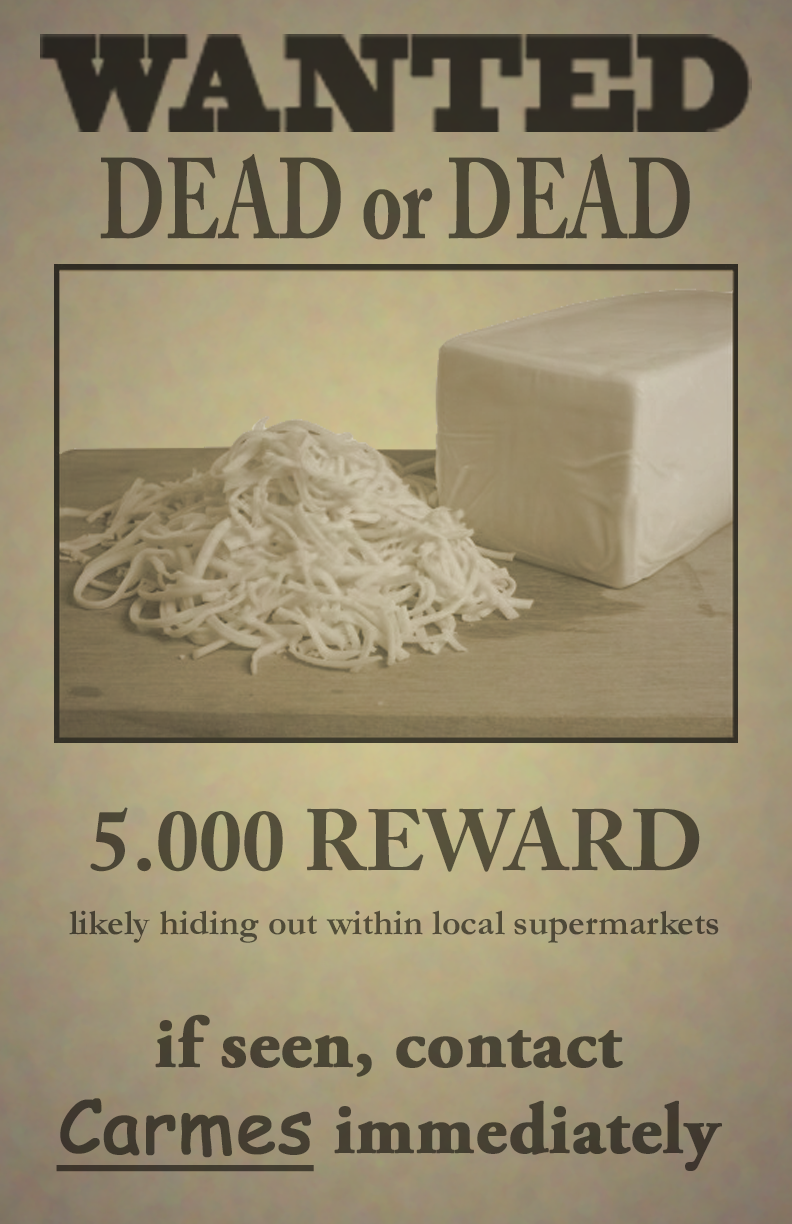 WANTED
DEAD or DEAD
5.000 REWARD
likely hiding out within local supermarkets
if seen, contact
Carmes immediately